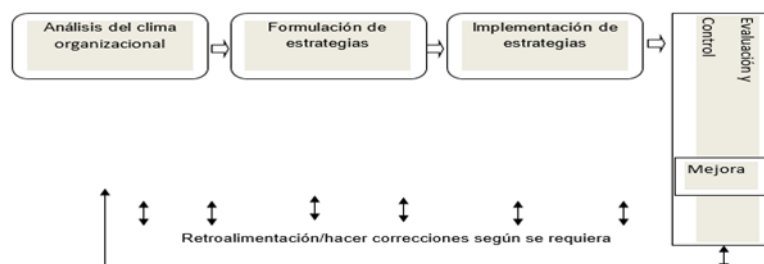 Análisis del clima
organizacional
Formulación de
estrategias
Implementación de
estrategias
Evaluación y
Control
Mejora
Retroalimentación/hacer correcciones según se requiera